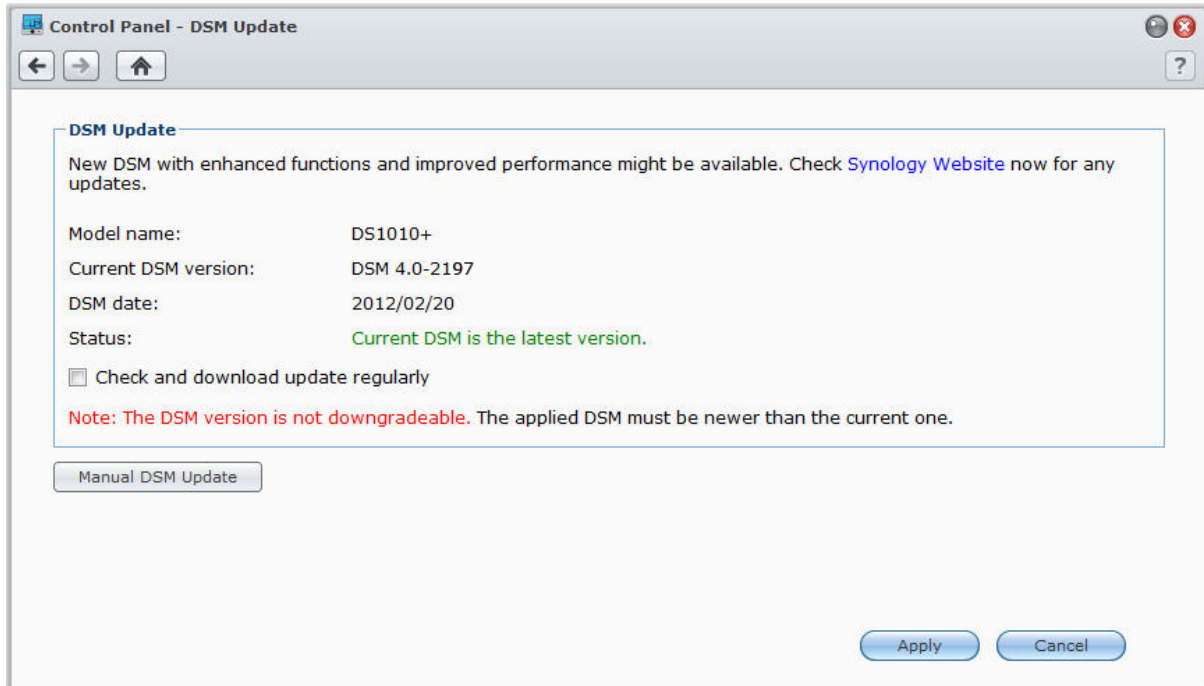 Control Panel - DSM Update
?
DSM Update
New DSM with enhanced functions and improved performance might be available. Check Synology Website now for any
updates.
Model name: DS1010+
Current DSM version: DSM 4.0-2197
DSM date: 2012/02/20
Status: Current DSM is the latest version.
Check and download update regularly
Note: The DSM version is not downgradeable. The applied DSM must be newer than the current one.
Manual DSM Update
Apply Cancel